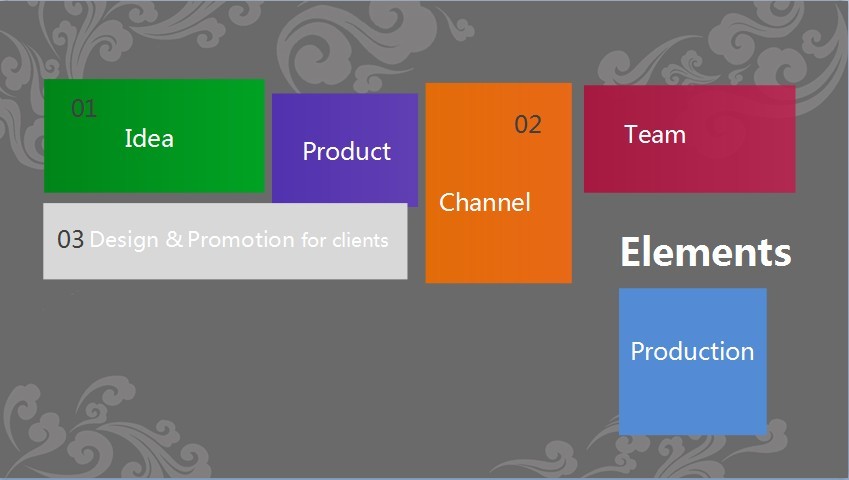 01
Idea
Product
02
Channel
Team
03 Design & Promotion for clients
Elements
Production